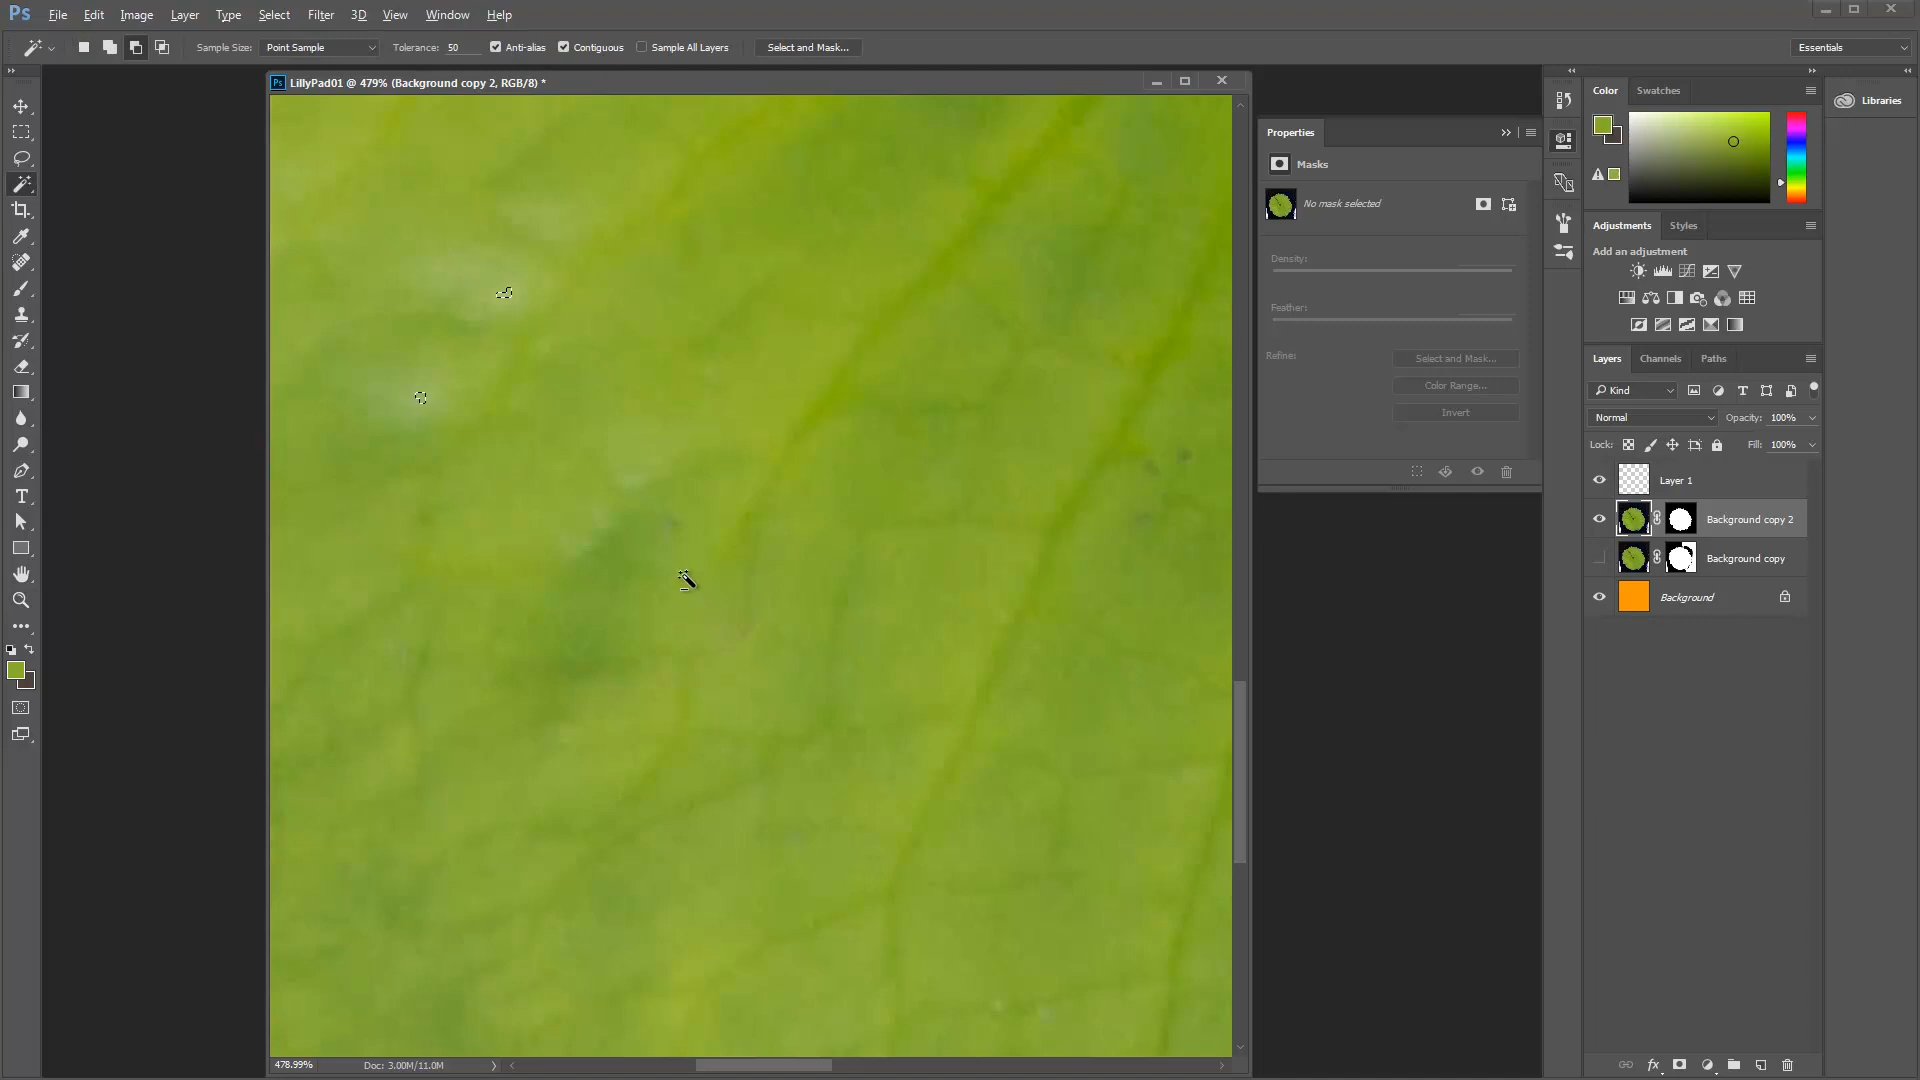 Ps File Edit Image Layer Type Select Filter 3D View Window Help
Sample Size: Point Sample Tolerance: 50 Anti-alias Contiguous Sample All Layers Select and Mask... Essentials
Ps LillyPad01 @ 479% (Background copy 2, RGB/8) *
Properties
Masks
No mask selected
Density:
Feather:
Refine: Select and Mask...
Color Range...
Invert
Color Swatches
Libraries
Adjustments Styles
Add an adjustment
Layers Channels Paths
Kind
Normal Opacity: 100%
Lock: Fill: 100%
Layer 1
Background copy 2
Background copy
Background
fx
478.99% Doc: 3.00M/11.0M